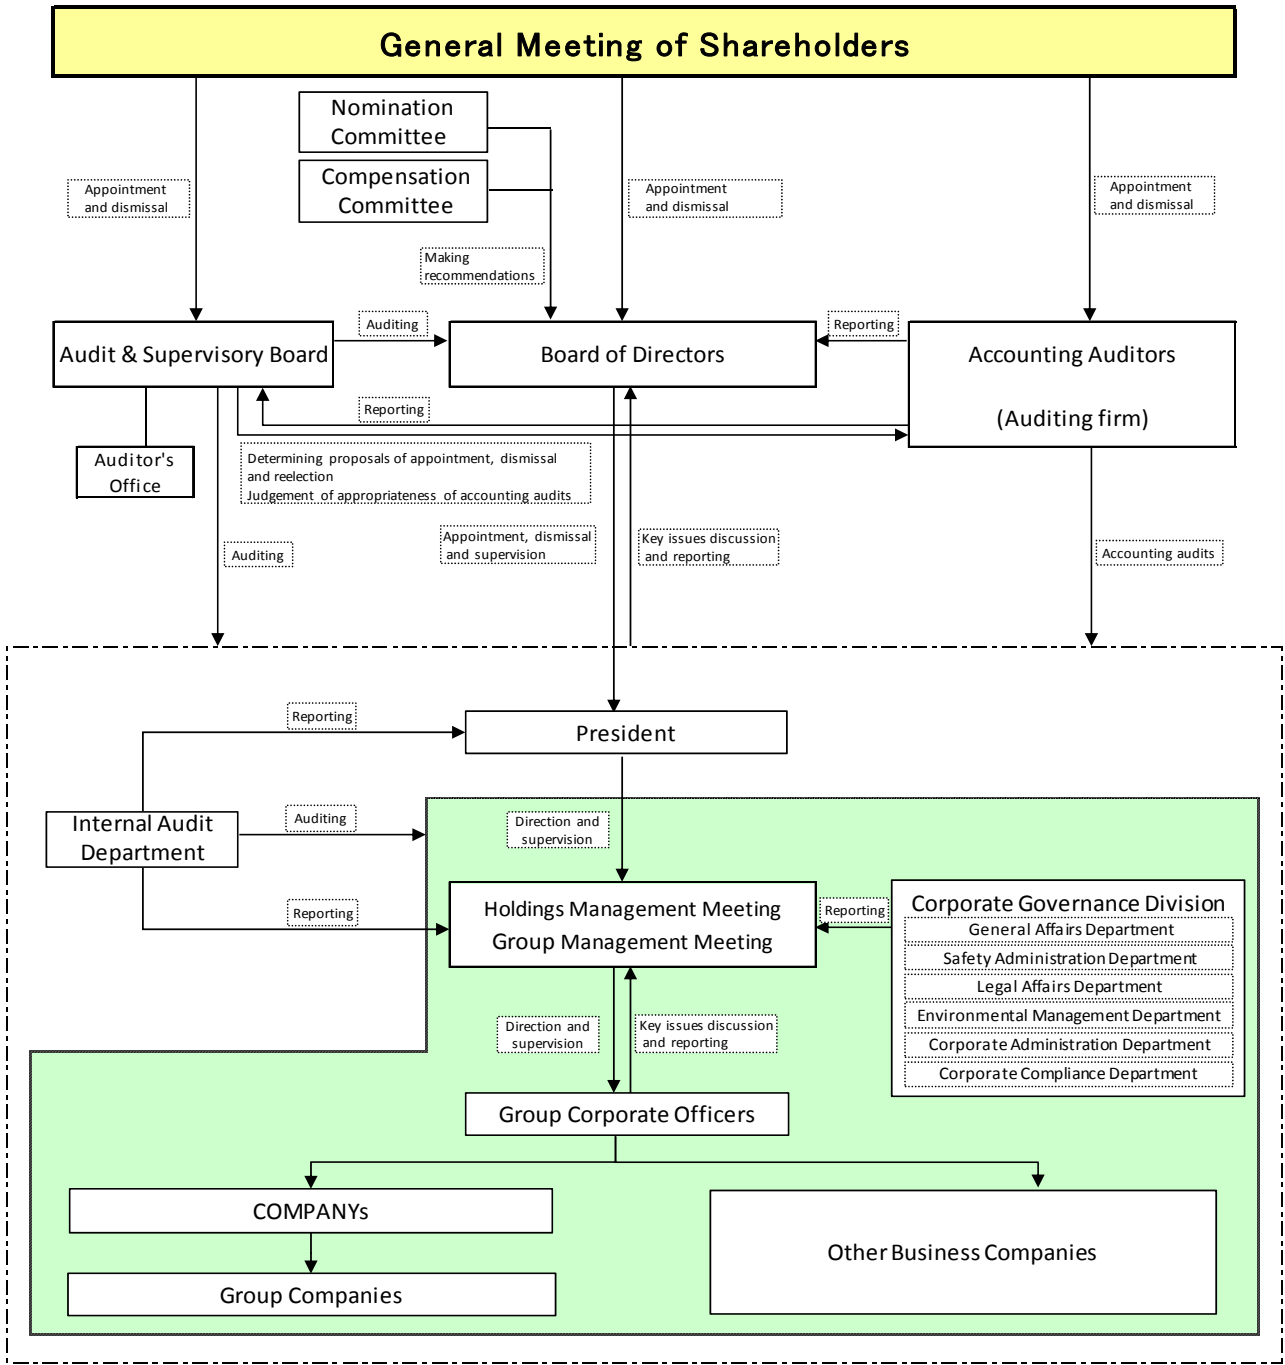 General Meeting of Shareholders
Nomination
Committee
Compensation
Committee
Appointment
and dismissal
Appointment
and dismissal
Appointment
and dismissal
Making
recommendations
Auditing
Reporting
Audit & Supervisory Board
Board of Directors
Accounting Auditors
(Auditing firm)
Reporting
Auditor's
Office
Determining proposals of appointment, dismissal
and reelection
Judgement of appropriateness of accounting audits
Auditing
Appointment, dismissal
and supervision
Key issues discussion
and reporting
Accounting audits
Reporting
President
Internal Audit
Department
Auditing
Direction and
supervision
Reporting
Holdings Management Meeting
Group Management Meeting
Reporting
Corporate Governance Division
General Affairs Department
Safety Administration Department
Legal Affairs Department
Environmental Management Department
Corporate Administration Department
Corporate Compliance Department
Direction and
supervision
Key issues discussion
and reporting
Group Corporate Officers
COMPANYs
Other Business Companies
Group Companies